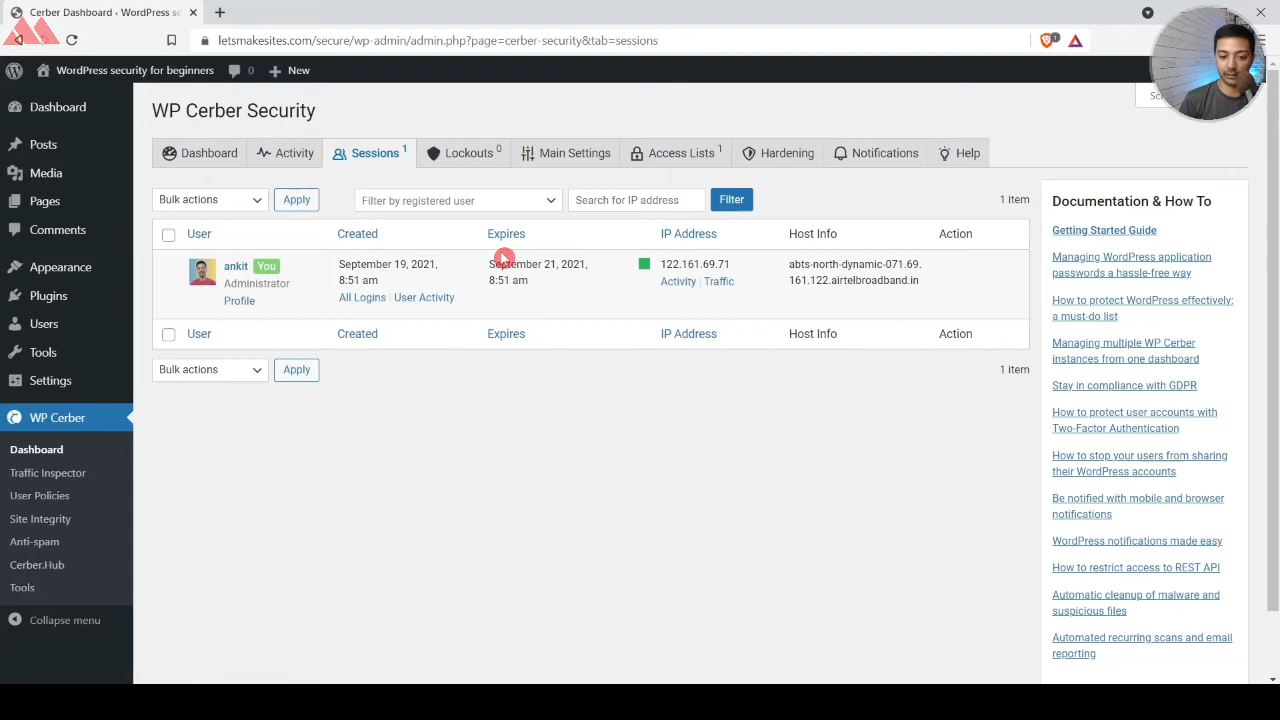 Cerber Dashboard ‹ WordPress se
letsmakesites.com/secure/wp-admin/admin.php?page=cerber-security&tab=sessions
1
WordPress security for beginners
0
New
Dashboard
Posts
Media
Pages
Comments
Appearance
Plugins
Users
Tools
Settings
WP Cerber
Dashboard
Traffic Inspector
User Policies
Site Integrity
Anti-spam
Cerber.Hub
Tools
Collapse menu
WP Cerber Security
Dashboard
Activity
Sessions 1
Lockouts 0
Main Settings
Access Lists 1
Hardening
Notifications
Help
Bulk actions
Apply
Filter by registered user
Search for IP address
Filter
1 item
User Created Expires IP Address Host Info Action
ankit You
Administrator
Profile
September 19, 2021,
8:51 am
All Logins | User Activity
September 21, 2021,
8:51 am
122.161.69.71
Activity | Traffic
abts-north-dynamic-071.69.
161.122.airtelbroadband.in
User Created Expires IP Address Host Info Action
Bulk actions
Apply
1 item
Documentation & How To
Getting Started Guide
Managing WordPress application
passwords a hassle-free way
How to protect WordPress effectively:
a must-do list
Managing multiple WP Cerber
instances from one dashboard
Stay in compliance with GDPR
How to protect user accounts with
Two-Factor Authentication
How to stop your users from sharing
their WordPress accounts
Be notified with mobile and browser
notifications
WordPress notifications made easy
How to restrict access to REST API
Automatic cleanup of malware and
suspicious files
Automated recurring scans and email
reporting